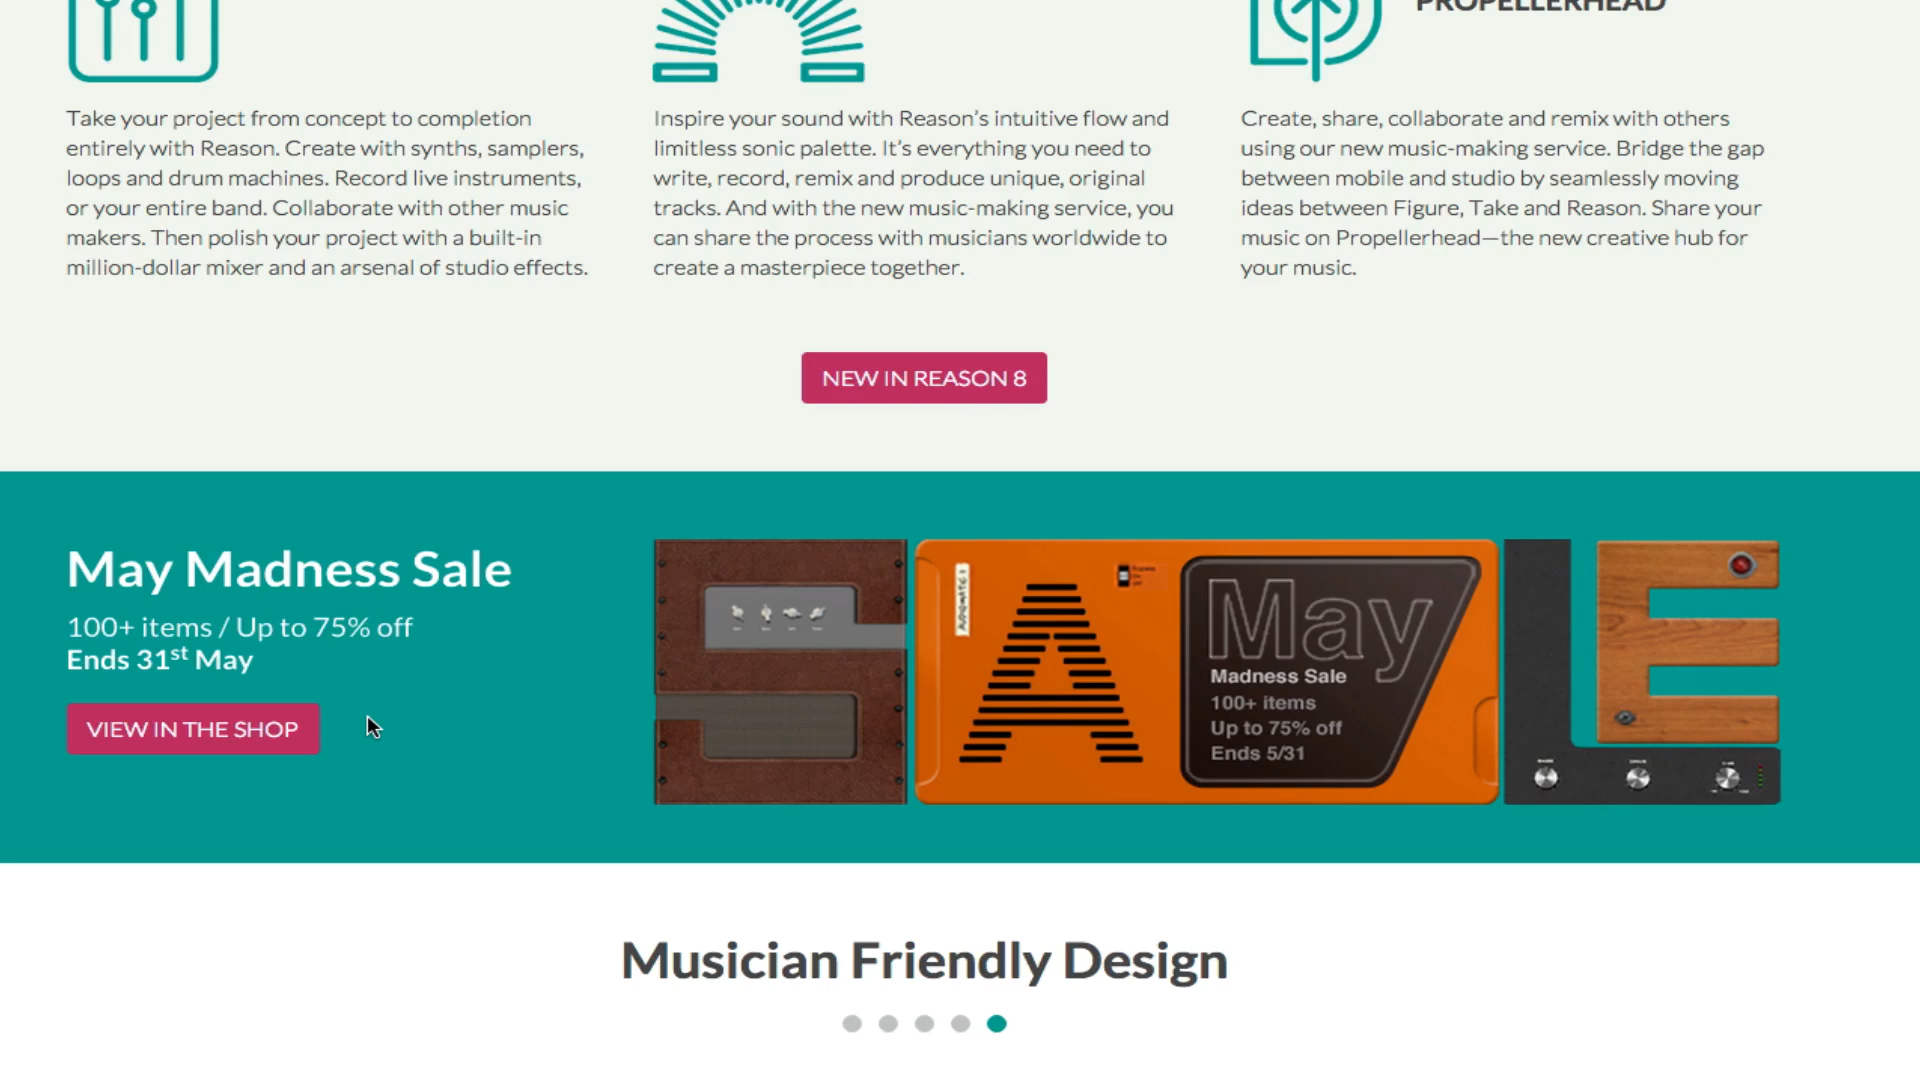 PROPELLERHEAD
Take your project from concept to completion
entirely with Reason. Create with synths, samplers,
loops and drum machines. Record live instruments,
or your entire band. Collaborate with other music
makers. Then polish your project with a built-in
million-dollar mixer and an arsenal of studio effects.
Inspire your sound with Reason’s intuitive flow and
limitless sonic palette. It’s everything you need to
write, record, remix and produce unique, original
tracks. And with the new music-making service, you
can share the process with musicians worldwide to
create a masterpiece together.
Create, share, collaborate and remix with others
using our new music-making service. Bridge the gap
between mobile and studio by seamlessly moving
ideas between Figure, Take and Reason. Share your
music on Propellerhead—the new creative hub for
your music.
NEW IN REASON 8
May Madness Sale
100+ items / Up to 75% off
Ends 31st May
VIEW IN THE SHOP
SALE
May
Madness Sale
100+ items
Up to 75% off
Ends 5/31
Musician Friendly Design